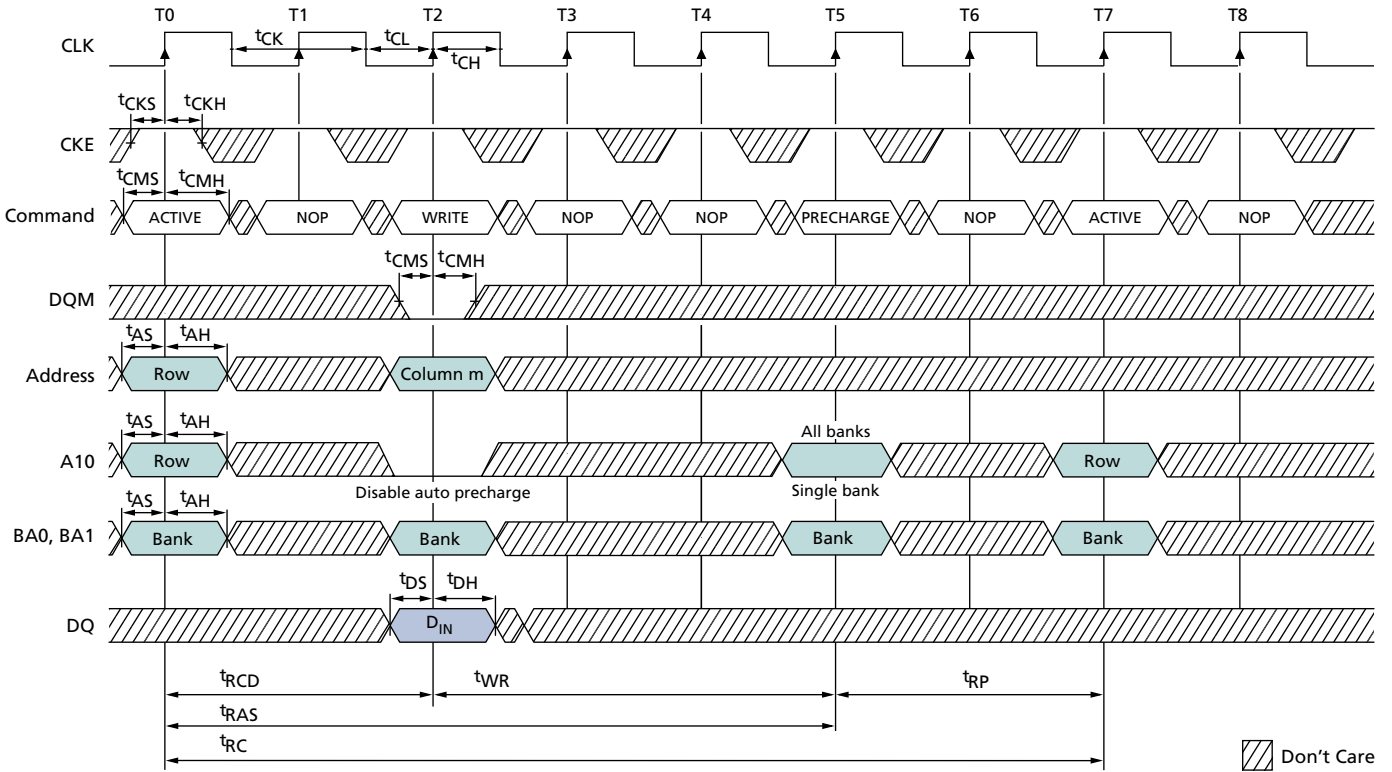 T0 T1 T2 T3 T4 T5 T6 T7 T8
CLK
tCK tCL tCH
tCKS tCKH
CKE
tCMS tCMH
Command ACTIVE NOP WRITE NOP NOP PRECHARGE NOP ACTIVE NOP
tCMS tCMH
DQM
tAS tAH
Address Row Column m
tAS tAH All banks
A10 Row Row
Disable auto precharge Single bank
tAS tAH
BA0, BA1 Bank Bank Bank Bank
tDS tDH
DQ DIN
tRCD tWR tRP
tRAS
tRC
Don't Care